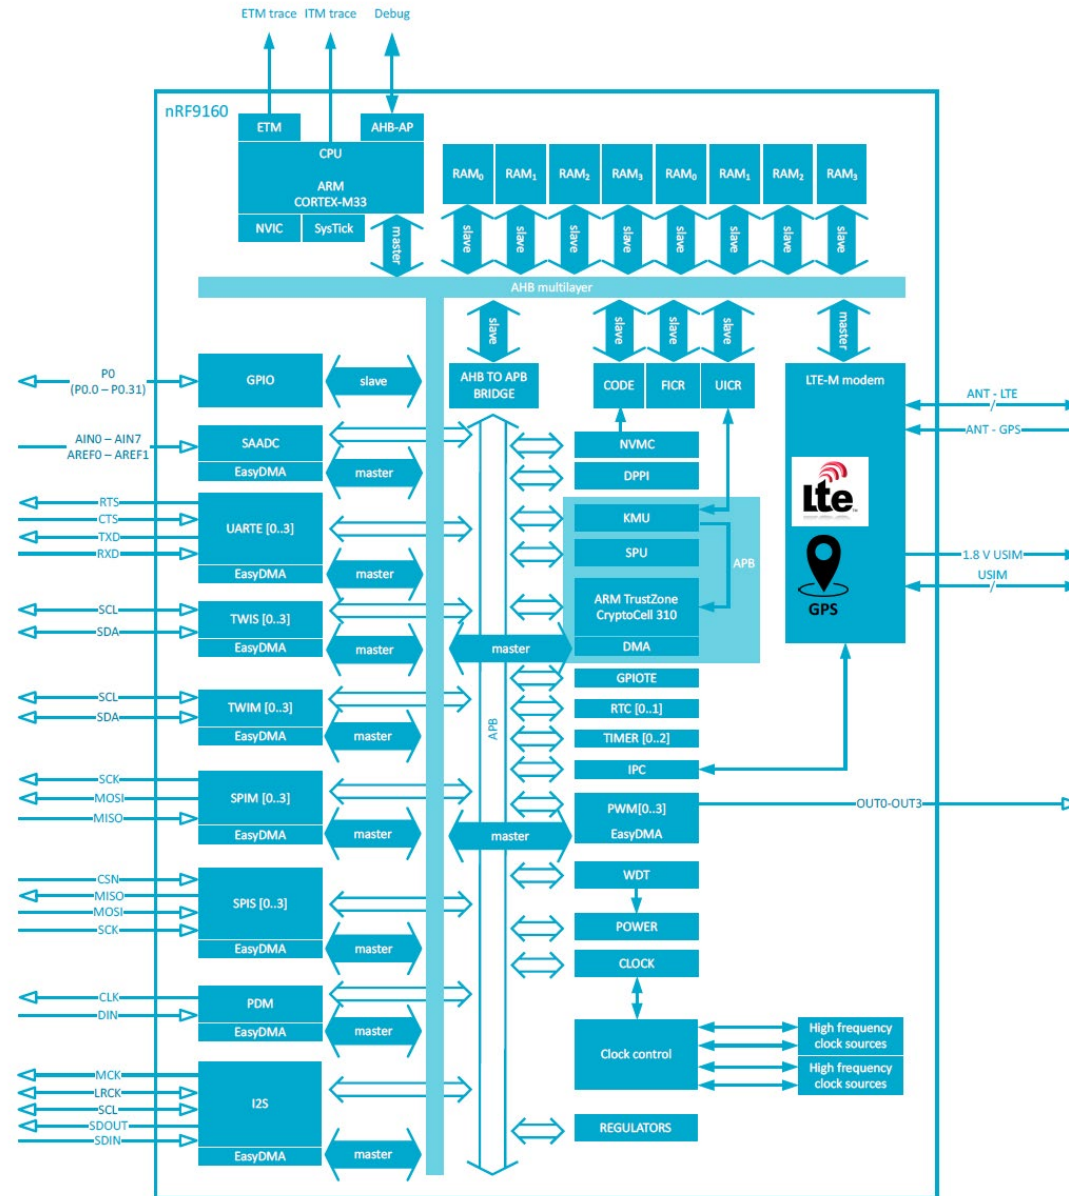 ETM trace
ITM trace
Debug
nRF9160
ETM
AHB-AP
CPU
ARM
CORTEX-M33
NVIC
SysTick
master
RAM0
RAM1
RAM2
RAM3
RAM0
RAM1
RAM2
RAM3
slave
slave
slave
slave
slave
slave
slave
slave
AHB multilayer
slave
slave
slave
slave
master
P0
(P0.0 – P0.31)
GPIO
slave
AHB TO APB
BRIDGE
CODE
FICR
UICR
LTE-M modem
ANT - LTE
ANT - GPS
AIN0 – AIN7
AREF0 – AREF1
SAADC
EasyDMA
master
NVMC
DPPI
Lte
RTS
CTS
TXD
RXD
UARTE [0..3]
EasyDMA
master
KMU
SPU
APB
1.8 V USIM
USIM
GPS
SCL
SDA
TWIS [0..3]
EasyDMA
master
ARM TrustZone
CryptoCell 310
DMA
master
SCL
SDA
TWIM [0..3]
EasyDMA
master
APB
GPIOTE
RTC [0..1]
TIMER [0..2]
IPC
SCK
MOSI
MISO
SPIM [0..3]
EasyDMA
master
master
PWM[0..3]
EasyDMA
OUT0-OUT3
CSN
MISO
MOSI
SCK
SPIS [0..3]
EasyDMA
master
WDT
POWER
CLOCK
CLK
DIN
PDM
EasyDMA
master
Clock control
High frequency
clock sources
High frequency
clock sources
MCK
LRCK
SCL
SDOUT
SDIN
I2S
EasyDMA
master
REGULATORS